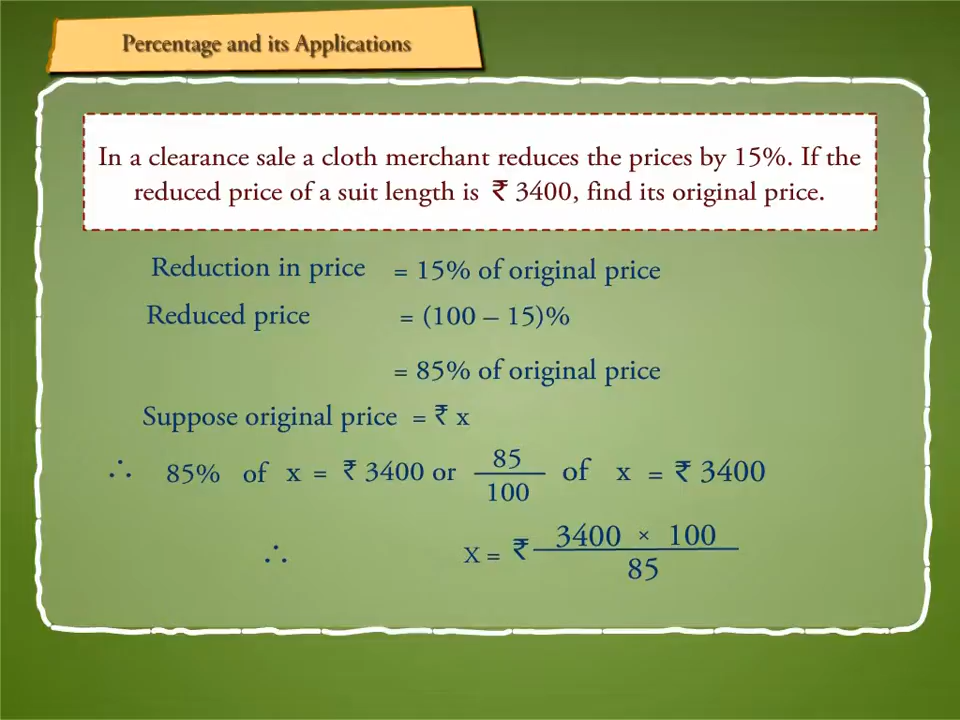 Percentage and its Applications
In a clearance sale a cloth merchant reduces the prices by 15%. If the
reduced price of a suit length is ₹ 3400, find its original price.
Reduction in price = 15% of original price
Reduced price = (100 – 15)%
= 85% of original price
Suppose original price = ₹ x
∴ 85% of x = ₹ 3400 or 85/100 of x = ₹ 3400
∴ x = ₹ 3400 × 100/85